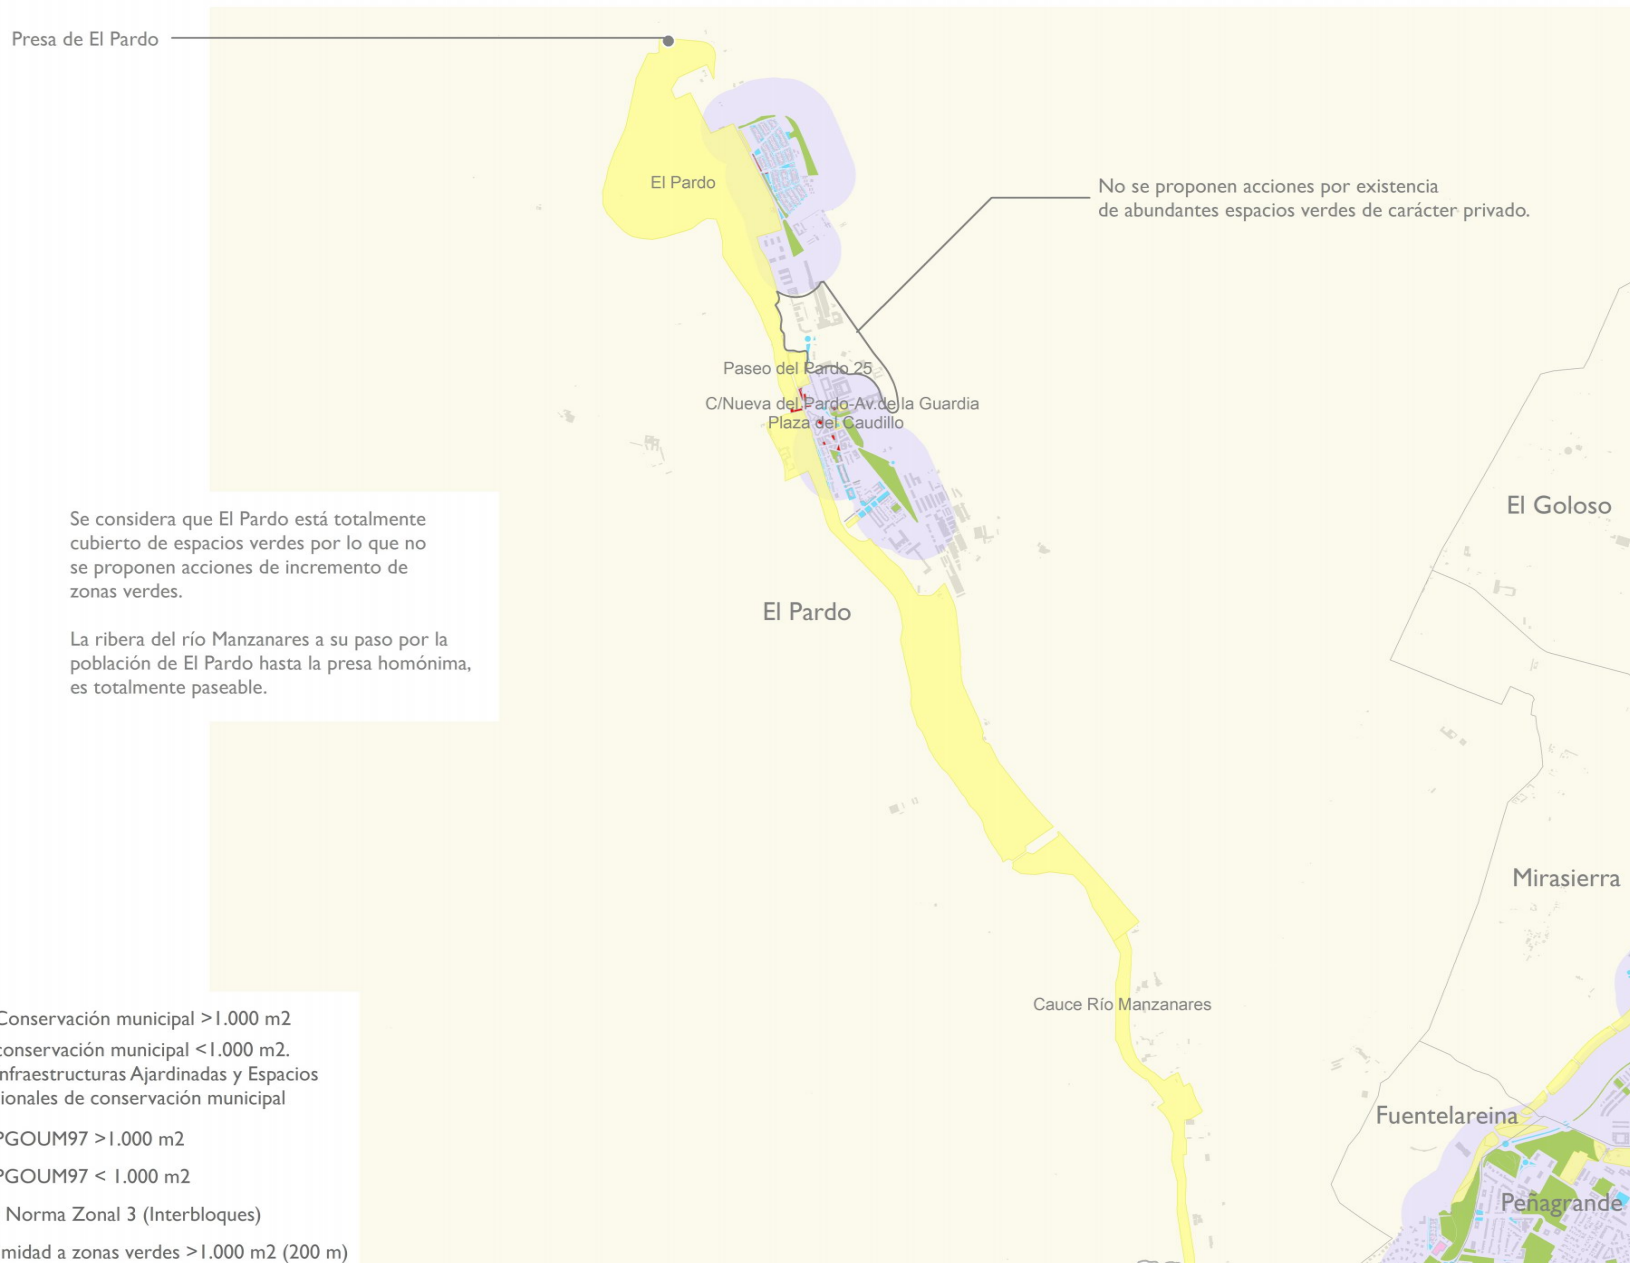 Presa de El Pardo
El Pardo
No se proponen acciones por existencia
de abundantes espacios verdes de carácter privado.
Paseo del Pardo 25
C/Nueva del Pardo-Av.de la Guardia
Plaza del Caudillo
El Goloso
Se considera que El Pardo está totalmente
cubierto de espacios verdes por lo que no
se proponen acciones de incremento de
zonas verdes.
La ribera del río Manzanares a su paso por la
población de El Pardo hasta la presa homónima,
es totalmente paseable.
El Pardo
Mirasierra
Cauce Río Manzanares
Conservación municipal >1.000 m2
conservación municipal <1.000 m2.
Infraestructuras Ajardinadas y Espacios
ionales de conservación municipal
PGOUM97 >1.000 m2
PGOUM97 < 1.000 m2
Norma Zonal 3 (Interbloques)
imidad a zonas verdes >1.000 m2 (200 m)
Fuentelareina
Peñagrande